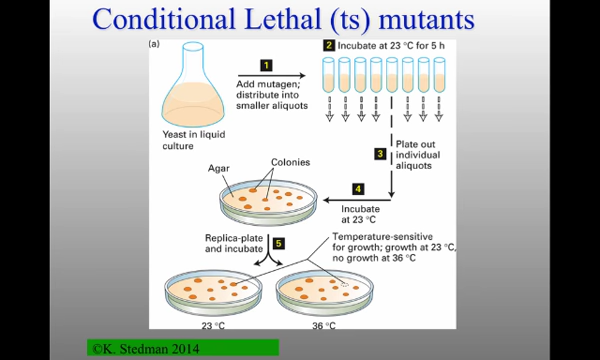 Conditional Lethal (ts) mutants
(a)
2 Incubate at 23 °C for 5 h
1
Add mutagen;
distribute into
smaller aliquots
Yeast in liquid
culture
3
Plate out
individual
aliquots
Agar
Colonies
4
Incubate
at 23 °C
Replica-plate
and incubate
5
Temperature-sensitive
for growth; growth at 23 °C,
no growth at 36 °C
23 °C
36 °C
©K. Stedman 2014